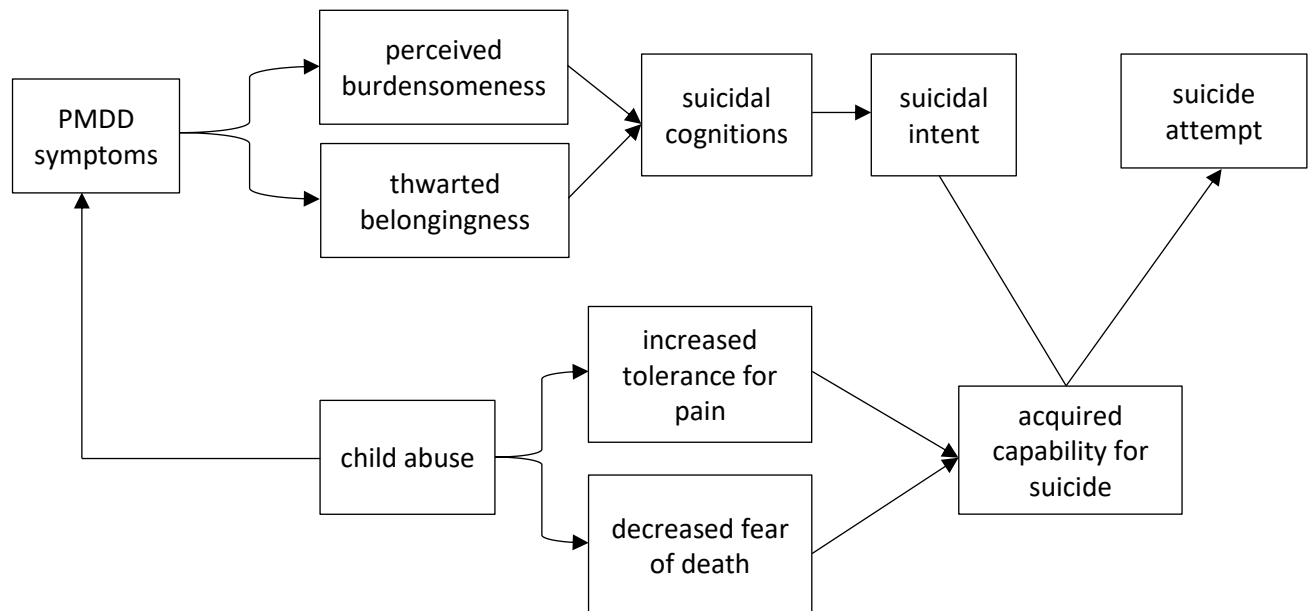 PMDD
symptoms
perceived
burdensomeness
thwarted
belongingness
suicidal
cognitions
suicidal
intent
suicide
attempt
child abuse
increased
tolerance for
pain
decreased fear
of death
acquired
capability for
suicide